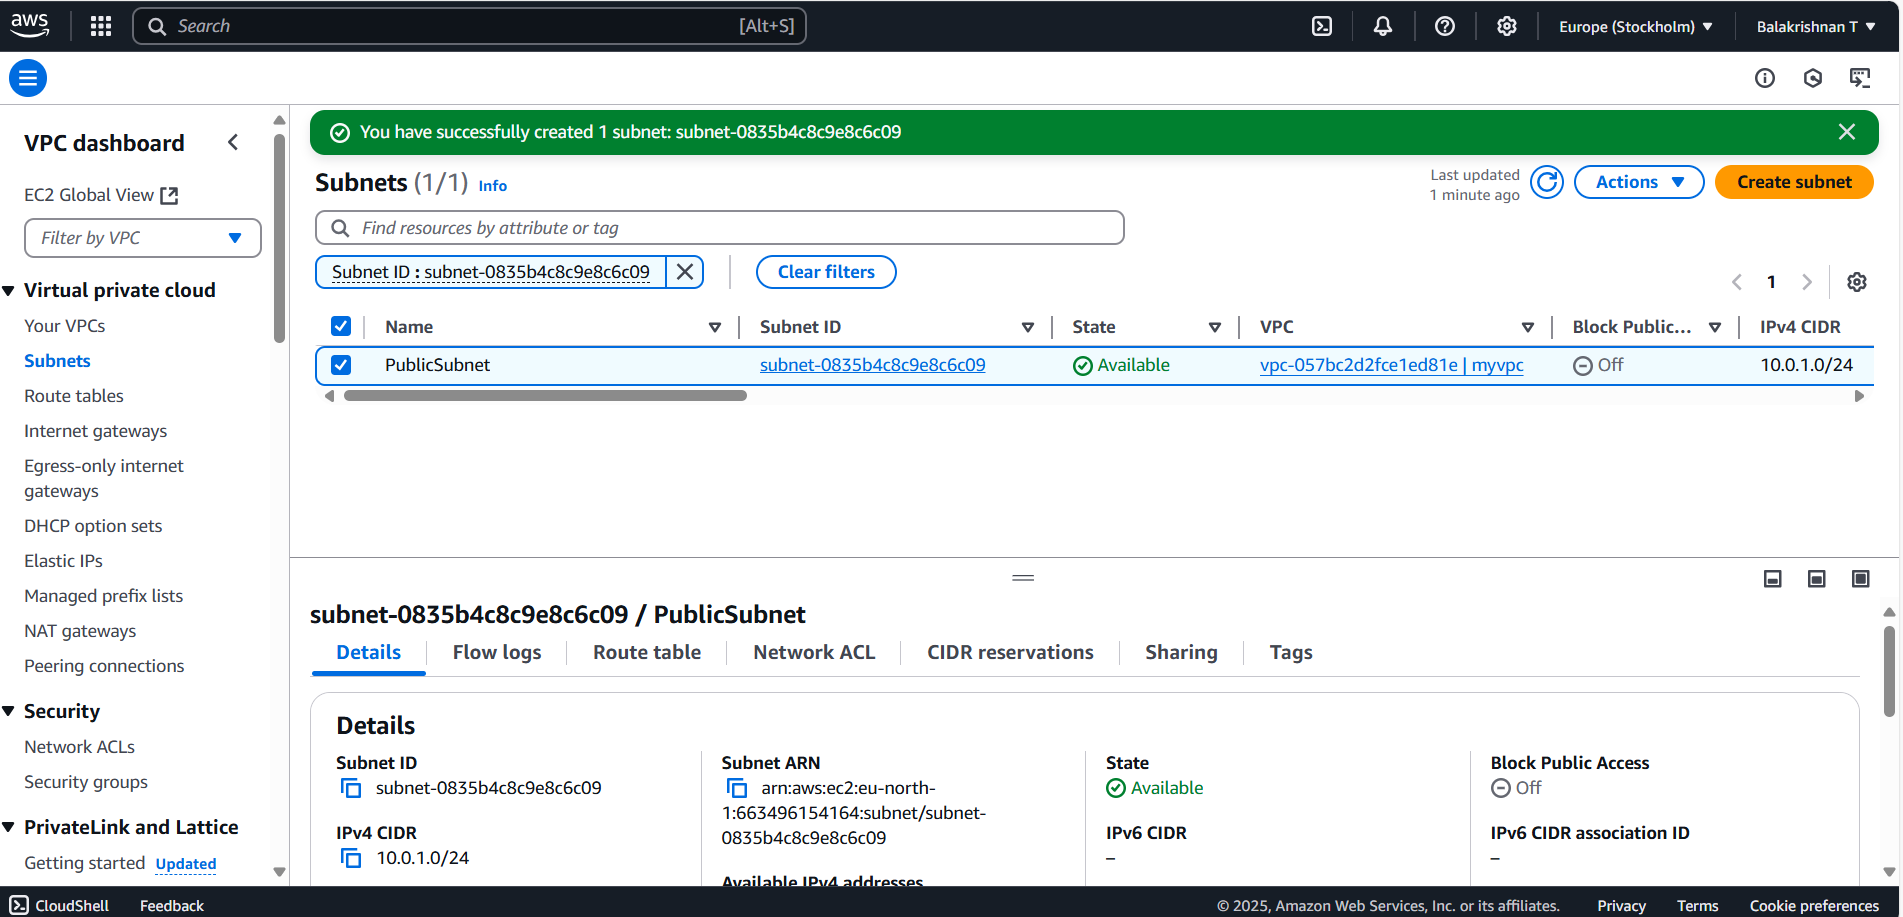 aws
Search
[Alt+S]
Europe (Stockholm)
Balakrishnan T
VPC dashboard
EC2 Global View
Filter by VPC
Virtual private cloud
Your VPCs
Subnets
Route tables
Internet gateways
Egress-only internet
gateways
DHCP option sets
Elastic IPs
Managed prefix lists
NAT gateways
Peering connections
Security
Network ACLs
Security groups
PrivateLink and Lattice
Getting started Updated
You have successfully created 1 subnet: subnet-0835b4c8c9e8c6c09
Subnets (1/1) Info
Last updated
1 minute ago
Actions
Create subnet
Find resources by attribute or tag
Subnet ID : subnet-0835b4c8c9e8c6c09
Clear filters
1
Name Subnet ID State VPC Block Public... IPv4 CIDR
PublicSubnet subnet-0835b4c8c9e8c6c09 Available vpc-057bc2d2fce1ed81e | myvpc Off 10.0.1.0/24
subnet-0835b4c8c9e8c6c09 / PublicSubnet
Details Flow logs Route table Network ACL CIDR reservations Sharing Tags
Details
Subnet ID
subnet-0835b4c8c9e8c6c09
IPv4 CIDR
10.0.1.0/24
Subnet ARN
arn:aws:ec2:eu-north-
1:663496154164:subnet/subnet-
0835b4c8c9e8c6c09
Available IPv4 addresses
State
Available
IPv6 CIDR
–
Block Public Access
Off
IPv6 CIDR association ID
–
CloudShell Feedback
© 2025, Amazon Web Services, Inc. or its affiliates. Privacy Terms Cookie preferences